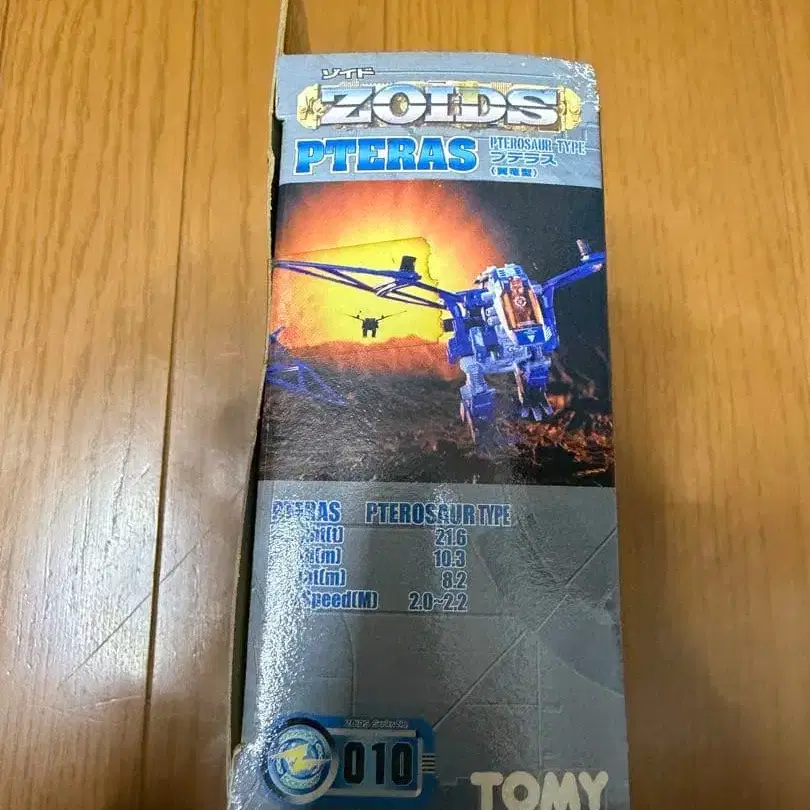 ゾイド
ZOIDS
PTERAS
PTEROSAUR TYPE
プテラス
(翼竜型)
PTERAS PTEROSAUR TYPE
21.6
(m) 10.3
(m) 8.2
Speed(M) 2.0~2.2
010
TOMY